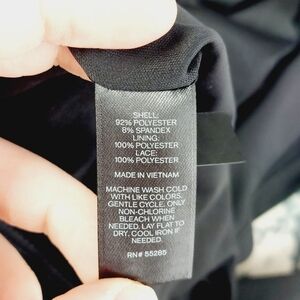 SHELL:
92% POLYESTER
8% SPANDEX
LINING:
100% POLYESTER
LACE:
100% POLYESTER
MADE IN VIETNAM
MACHINE WASH COLD
WITH LIKE COLORS.
GENTLE CYCLE. ONLY
NON-CHLORINE
BLEACH WHEN
NEEDED. LAY FLAT TO
DRY, COOL IRON IF
NEEDED.
RN# 55285